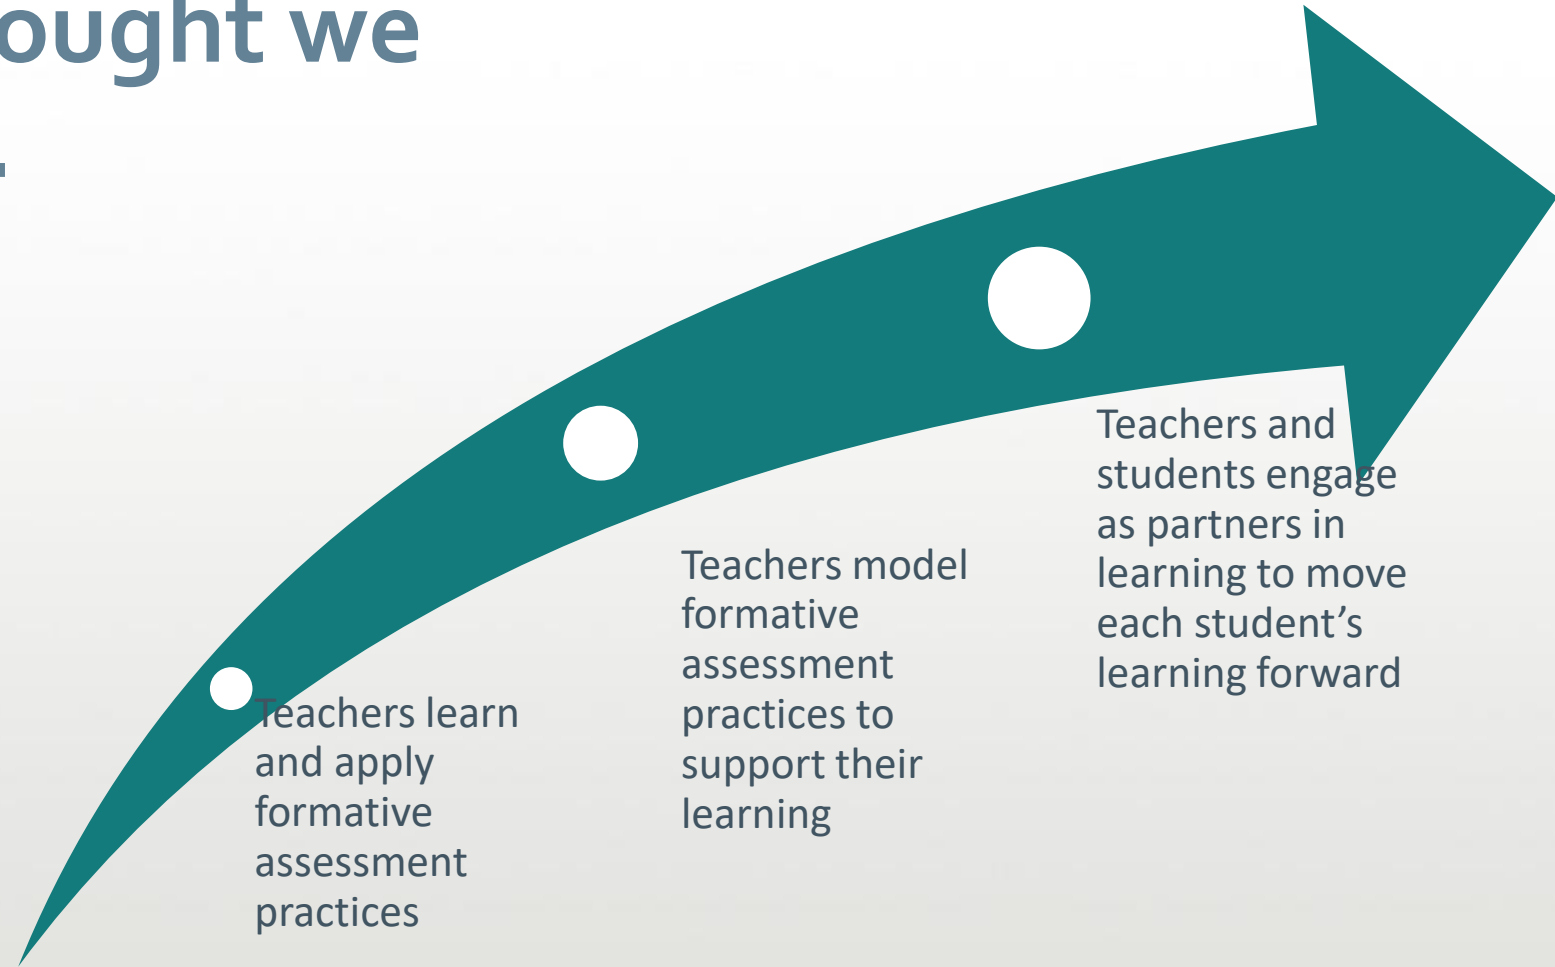 ought we
Teachers learn
and apply
formative
assessment
practices
Teachers model
formative
assessment
practices to
support their
learning
Teachers and
students engage
as partners in
learning to move
each student’s
learning forward